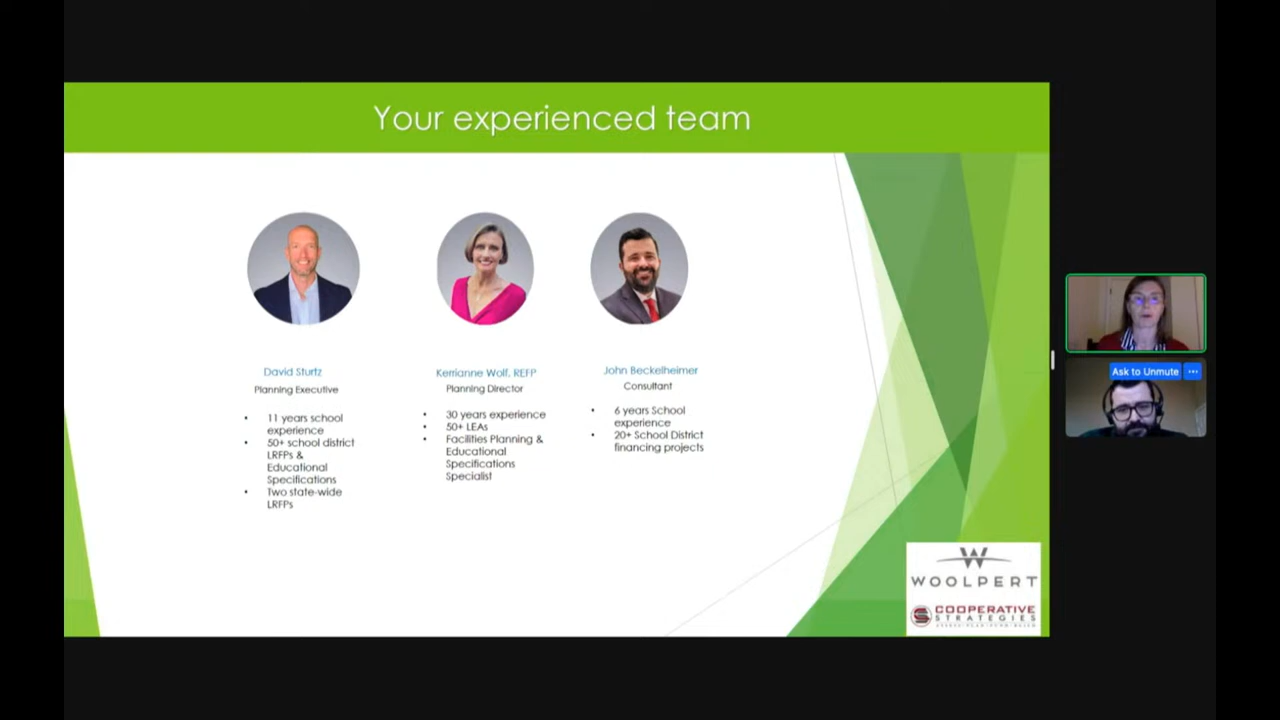 Your experienced team
David Sturtz
Planning Executive
• 11 years school
experience
• 50+ school district
LRFPs &
Educational
Specifications
• Two state-wide
LRFPs
Kerrianne Wolf, REFP
Planning Director
• 30 years experience
• 50+ LEAs
• Facilities Planning &
Educational
Specifications
Specialist
John Beckelheimer
Consultant
• 6 years School
experience
• 20+ School District
financing projects
Ask to Unmute
WOOLPERT
COOPERATIVE
STRATEGIES